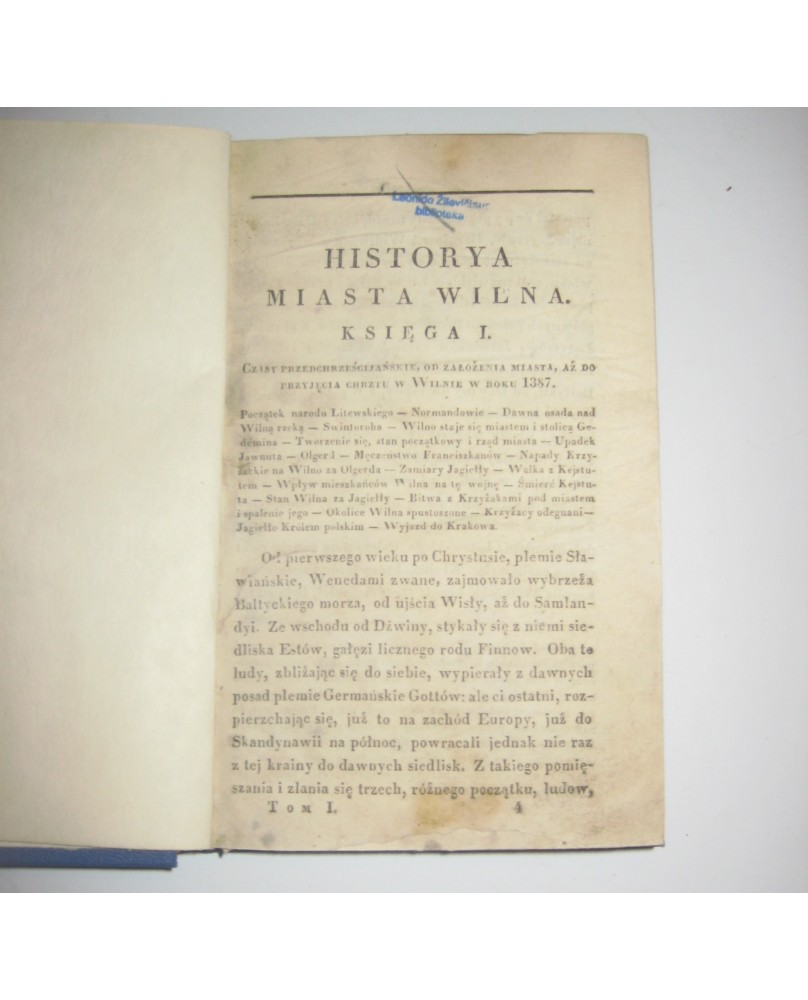 Leonido Žilevičiaus
biblioteka
HISTORYA
MIASTA WILNA.
KSIĘGA I.
CZASY PRZEDCHRZEŚCIJAŃSKIE, OD ZAŁOŻENIA MIASTA, AŻ DO
PRZYJĘCIA CHRZTU W WILNIE W ROKU 1387.
Początek narodu Litewskiego — Normandowie — Dawna osada nad
Wilną rzeką — Swintoroha — Wilno staje się miastem i stolicą Ge-
demina — Tworzenie się, stan początkowy i rząd miasta — Upadek
Jawnuta — Olgerd — Męczeństwo Franciszkanów — Napady Krzy-
żackie na Wilno za Olgerda — Zamiary Jagiełły — Walka z Kejstu-
tem — Wpływ mieszkańców Wilna na tę wojnę — Śmierć Kejstu-
ta — Stan Wilna za Jagiełły — Bitwa z Krzyżakami pod miastem
i spalenie jego — Okolice Wilna spustoszone — Krzyżacy odegnani —
Jagiełło Królem polskim — Wyjazd do Krakowa.
Od pierwszego wieku po Chrystusie, plemie Sła-
wiańskie, Wenedami zwane, zajmowało wybrzeża
Baltyckiego morza, od ujścia Wisły, aż do Samlan-
dyi. Ze wschodu od Dźwiny, stykały się z niemi sie-
dliska Estów, gałęzi licznego rodu Finnow. Oba te
ludy, zbliżając się do siebie, wypierały z dawnych
posad plemie Germańskie Gottów: ale ci ostatni, roz-
pierzchając się, już to na zachód Europy, już do
Skandynawii na północ, powracali jednak nie raz
z tej krainy do dawnych siedlisk. Z takiego pomię-
szania i zlania się trzech, różnego początku, ludow,
TOM I. 4